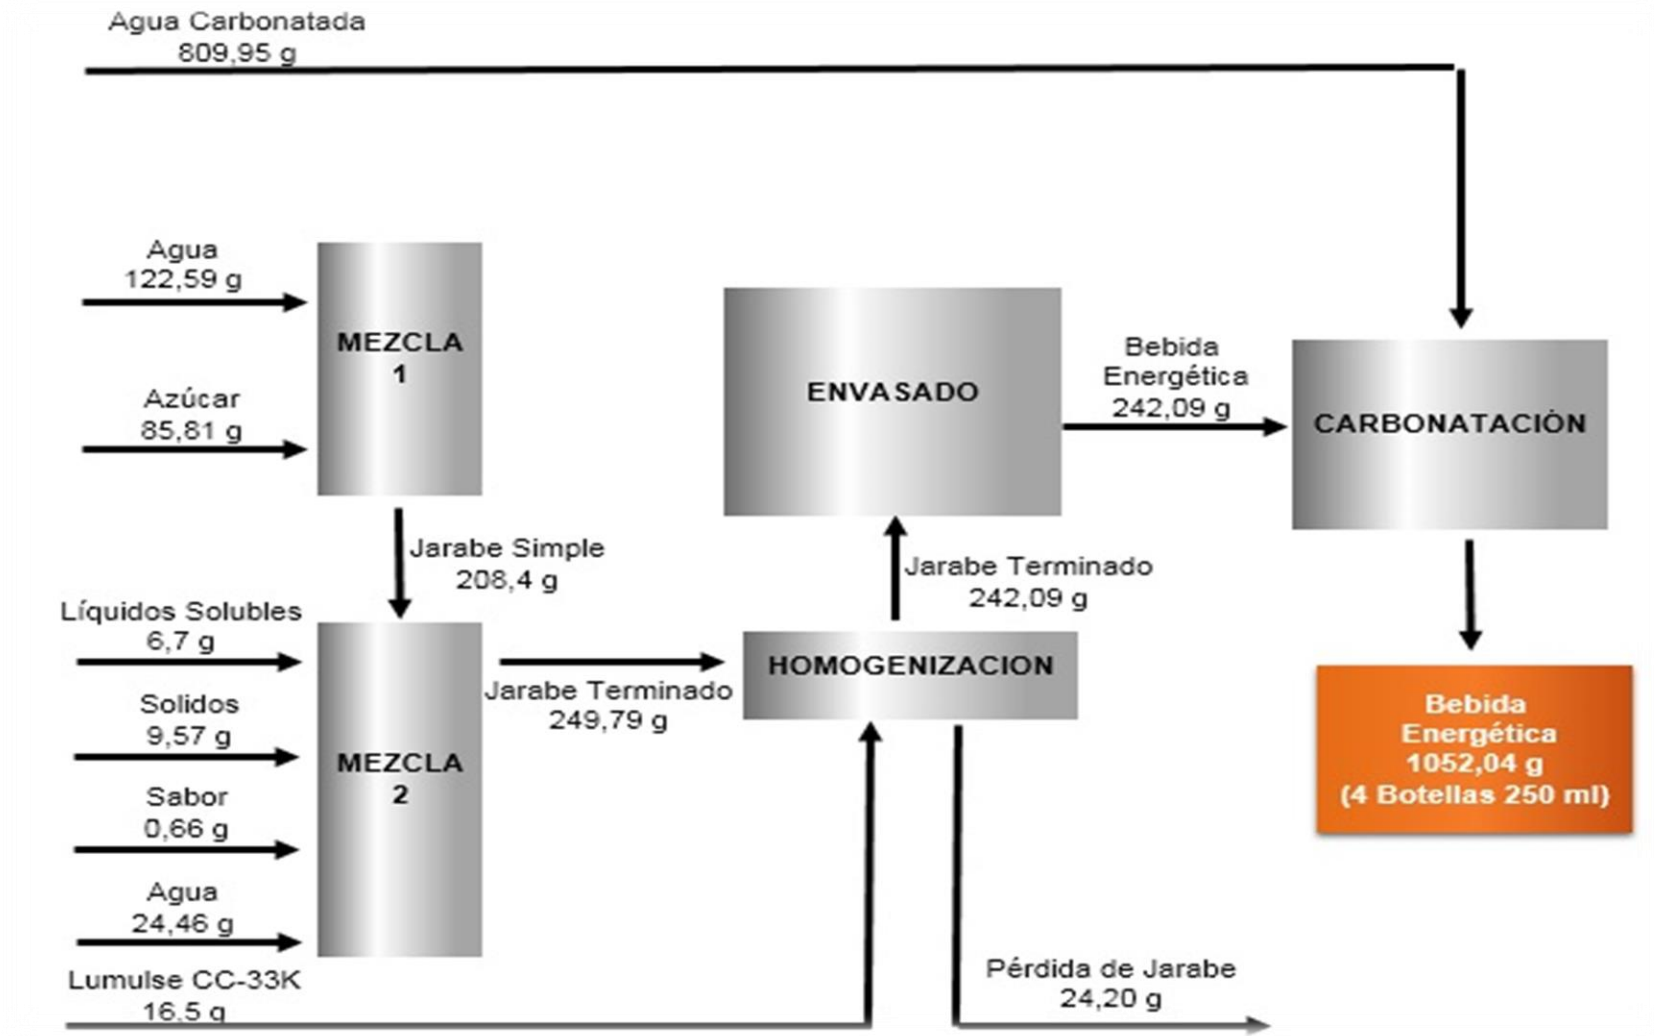 Agua Carbonatada
809,95 g
Agua
122,59 g
MEZCLA
1
Azúcar
85,81 g
ENVASADO
Bebida
Energética
242,09 g
CARBONATACIÓN
Jarabe Simple
208,4 g
Jarabe Terminado
242,09 g
Líquidos Solubles
6,7 g
Jarabe Terminado
249,79 g
HOMOGENIZACION
Solidos
9,57 g
MEZCLA
2
Sabor
0,66 g
Agua
24,46 g
Bebida
Energética
1052,04 g
(4 Botellas 250 ml)
Lumulse CC-33K
16,5 g
Pérdida de Jarabe
24,20 g